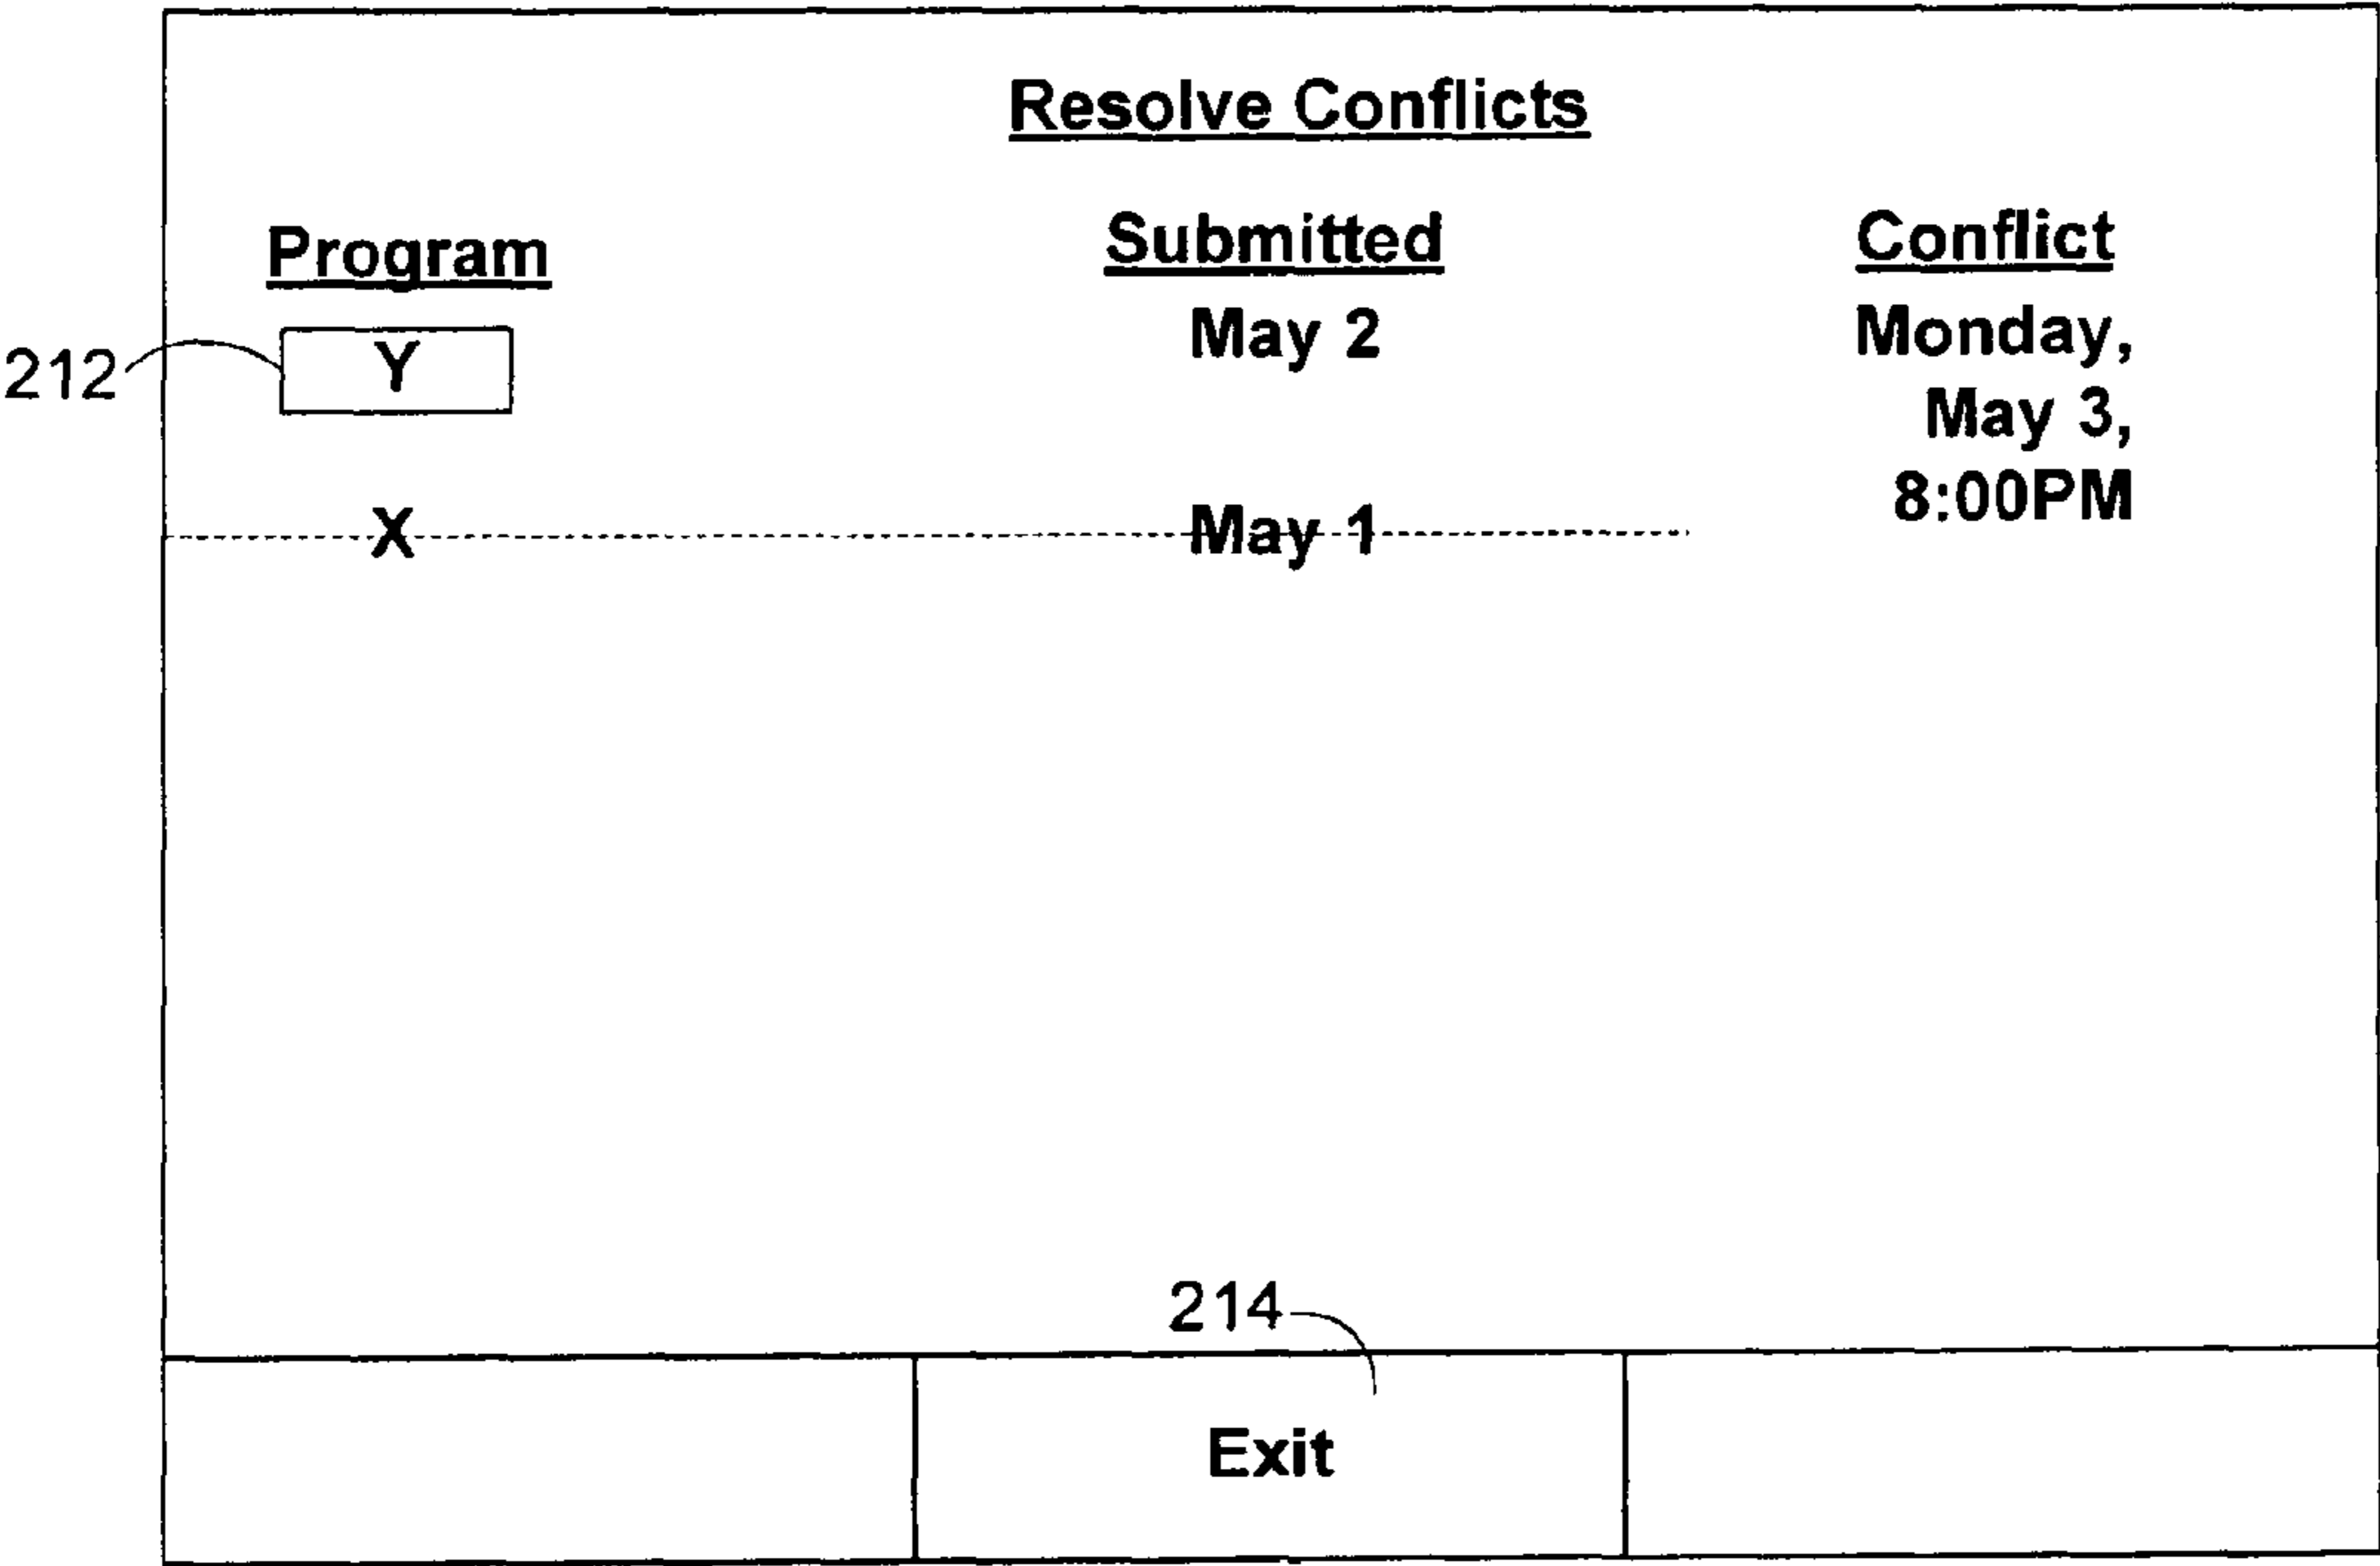 Resolve Conflicts
Program Submitted Conflict
212 Y May 2 Monday,
May 3,
8:00PM
X May 1
214
Exit